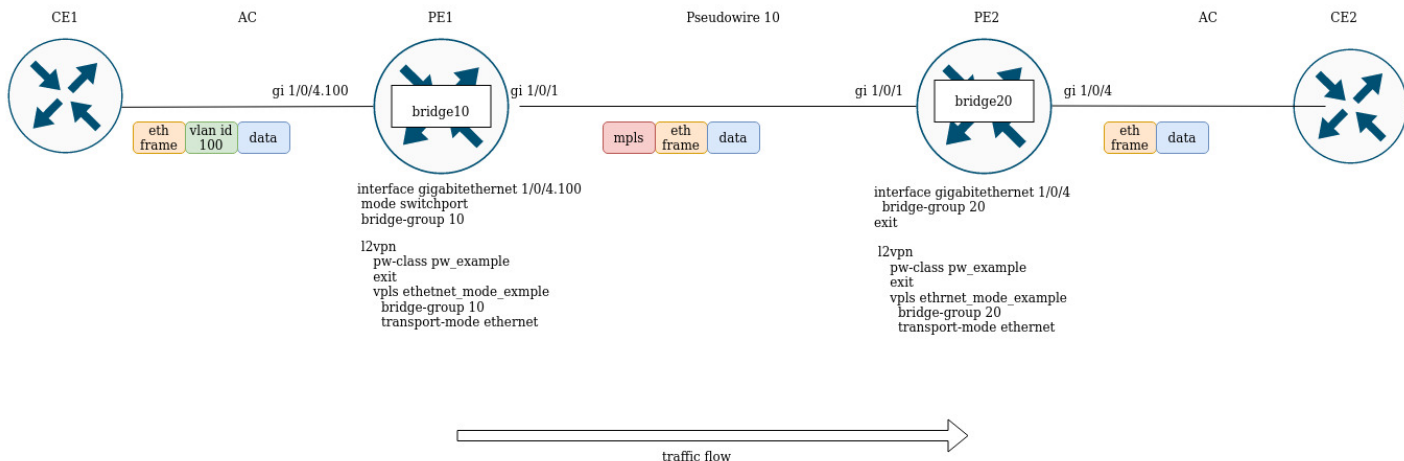 CE1
AC
PE1
Pseudowire 10
PE2
AC
CE2
gi 1/0/4.100
gi 1/0/1
gi 1/0/1
gi 1/0/4
bridge10
bridge20
eth
frame
vlan id
100
data
mpls
eth
frame
data
eth
frame
data
interface gigabitethernet 1/0/4.100
mode switchport
bridge-group 10
l2vpn
pw-class pw_example
exit
vpls ethetnet_mode_exmple
bridge-group 10
transport-mode ethernet
interface gigabitethernet 1/0/4
bridge-group 20
exit
l2vpn
pw-class pw_example
exit
vpls ethrnet_mode_example
bridge-group 20
transport-mode ethernet
traffic flow